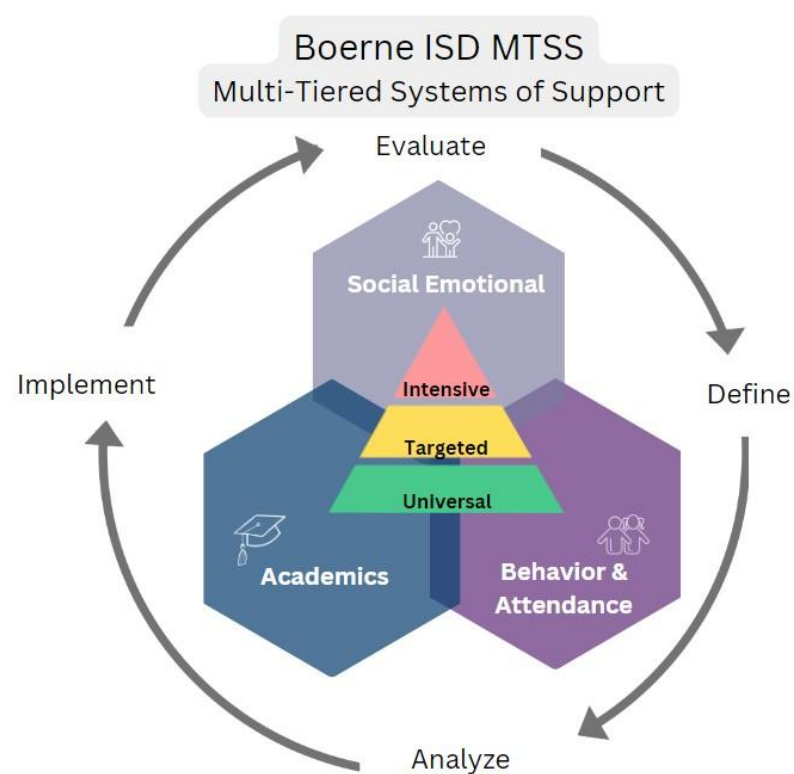 Boerne ISD MTSS
Multi-Tiered Systems of Support
Evaluate
Social Emotional
Intensive
Implement
Define
Targeted
Universal
Academics
Behavior &
Attendance
Analyze